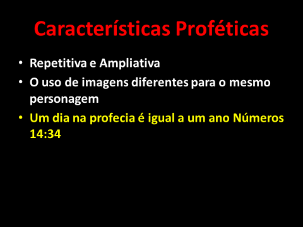 Características Proféticas
• Repetitiva e Ampliativa
• O uso de imagens diferentes para o mesmo
personagem
• Um dia na profecia é igual a um ano Números
14:34